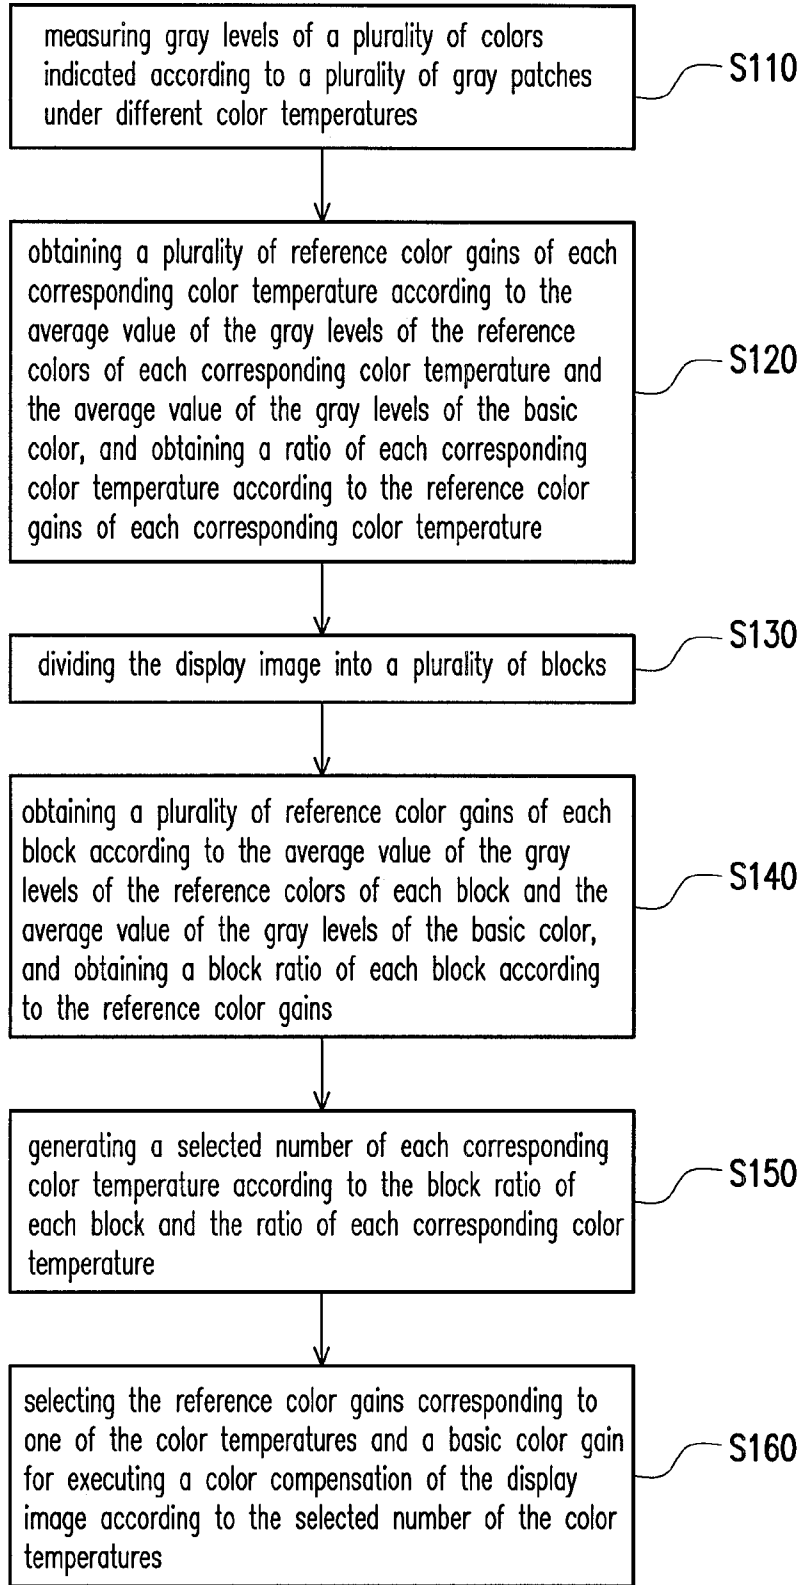 measuring gray levels of a plurality of colors
indicated according to a plurality of gray patches
under different color temperatures
S110
obtaining a plurality of reference color gains of each
corresponding color temperature according to the
average value of the gray levels of the reference
colors of each corresponding color temperature and
the average value of the gray levels of the basic
color, and obtaining a ratio of each corresponding
color temperature according to the reference color
gains of each corresponding color temperature
S120
dividing the display image into a plurality of blocks
S130
obtaining a plurality of reference color gains of each
block according to the average value of the gray
levels of the reference colors of each block and the
average value of the gray levels of the basic color,
and obtaining a block ratio of each block according
to the reference color gains
S140
generating a selected number of each corresponding
color temperature according to the block ratio of
each block and the ratio of each corresponding color
temperature
S150
selecting the reference color gains corresponding to
one of the color temperatures and a basic color gain
for executing a color compensation of the display
image according to the selected number of the color
temperatures
S160